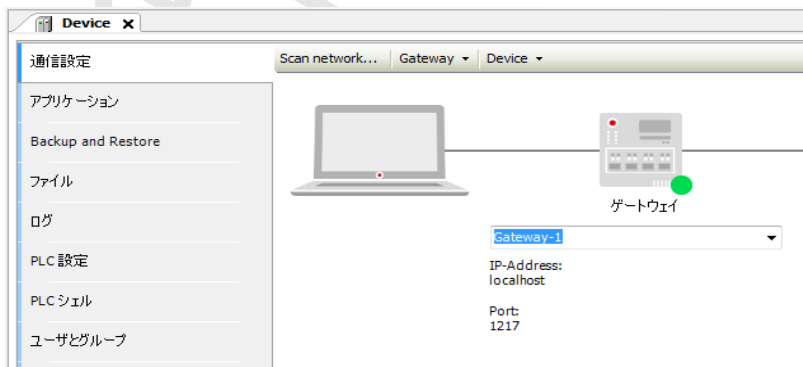 Device
通信設定
Scan network... Gateway Device
アプリケーション
Backup and Restore
ファイル
ログ
PLC 設定
PLC シェル
ユーザとグループ
ゲートウェイ
Gateway-1
IP-Address:
localhost
Port:
1217